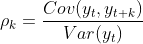 ρ_k = Cov(y_t, y_{t+k}) / Var(y_t)